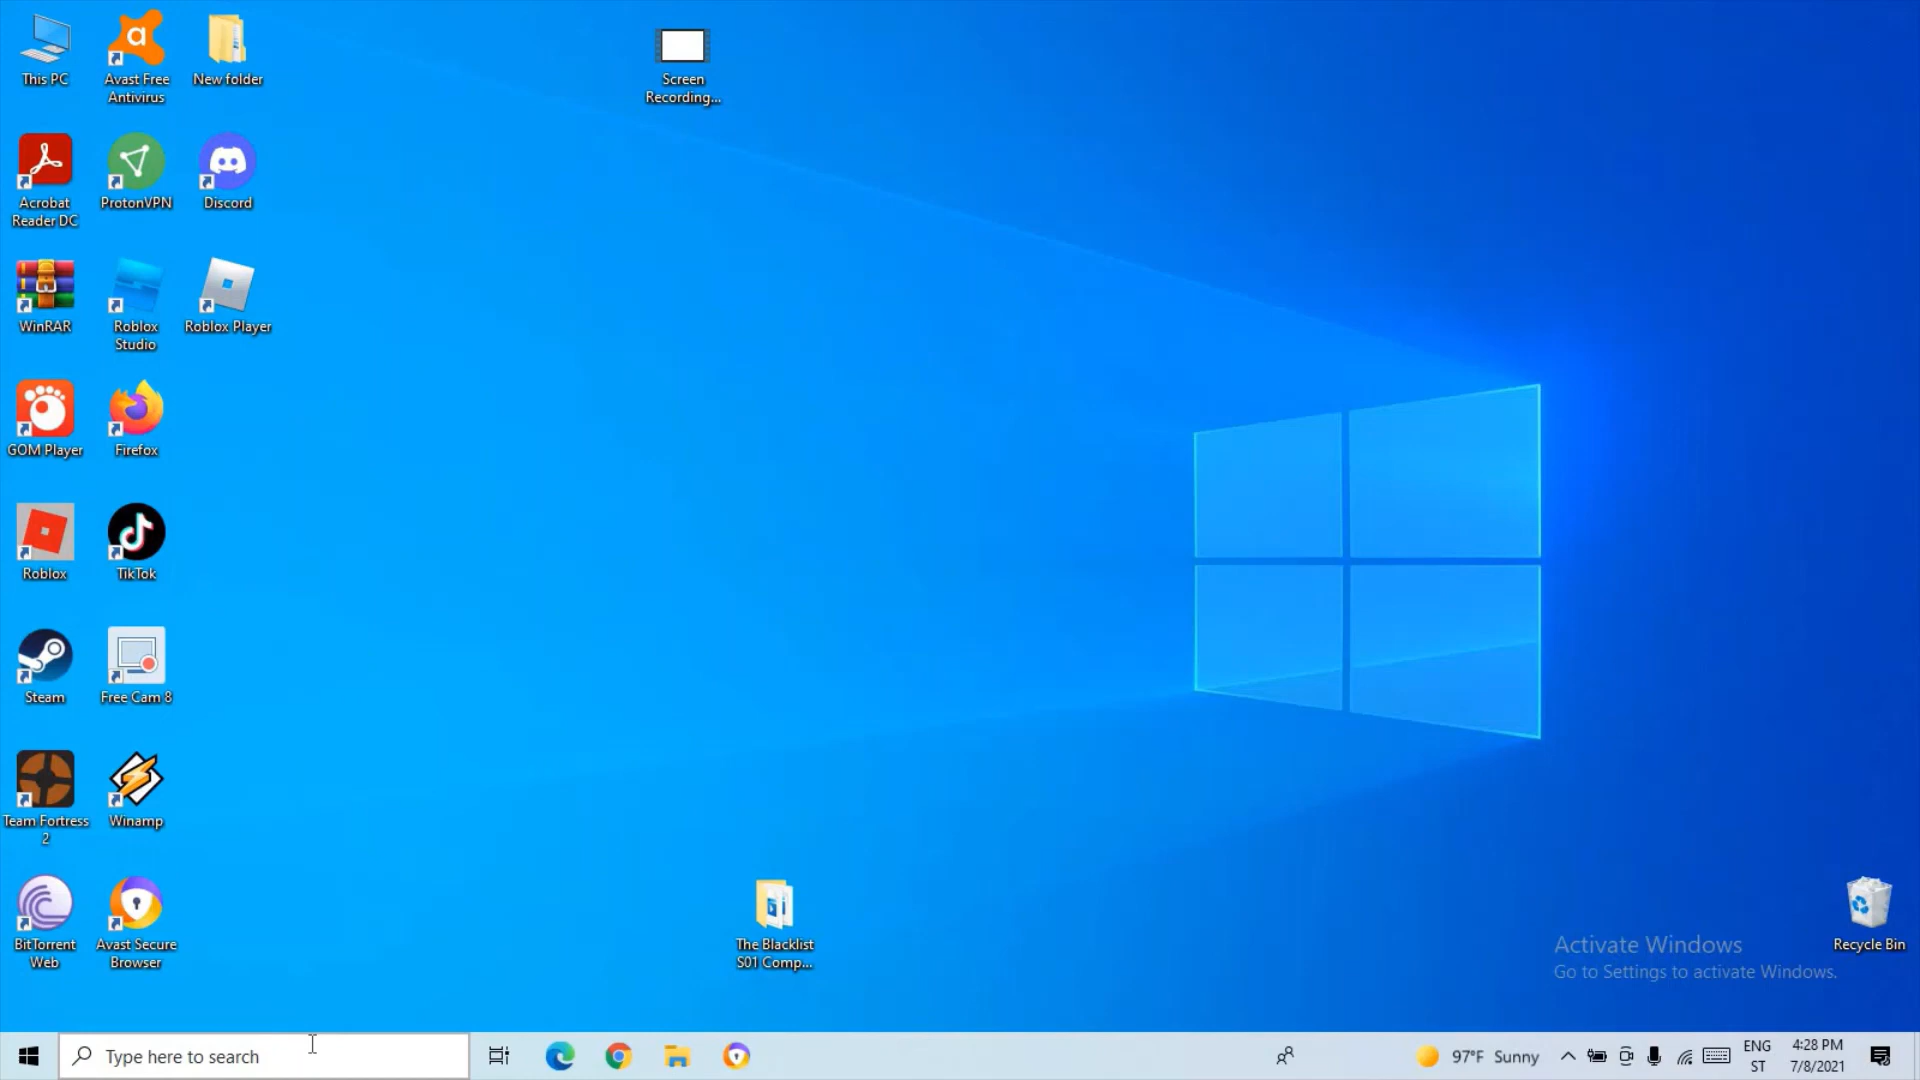 This PC
Avast Free
Antivirus
New folder
Screen
Recording...
Acrobat
Reader DC
ProtonVPN
Discord
WinRAR
Roblox
Studio
Roblox Player
GOM Player
Firefox
Roblox
TikTok
Steam
Free Cam 8
Team Fortress
2
Winamp
BitTorrent
Web
Avast Secure
Browser
The Blacklist
S01 Comp...
Recycle Bin
Activate Windows
Go to Settings to activate Windows.
Type here to search
97°F Sunny
ENG
ST
4:28 PM
7/8/2021